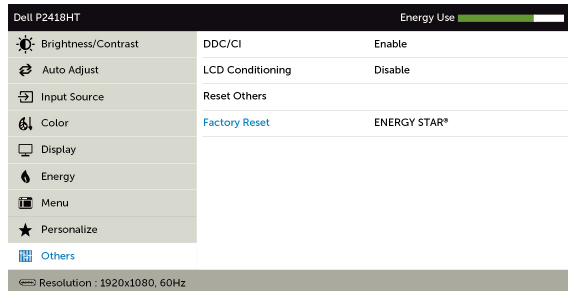 Dell P2418HT Energy Use
Brightness/Contrast DDC/CI Enable
Auto Adjust LCD Conditioning Disable
Input Source Reset Others
Color Factory Reset ENERGY STAR®
Display
Energy
Menu
Personalize
Others
Resolution : 1920x1080, 60Hz